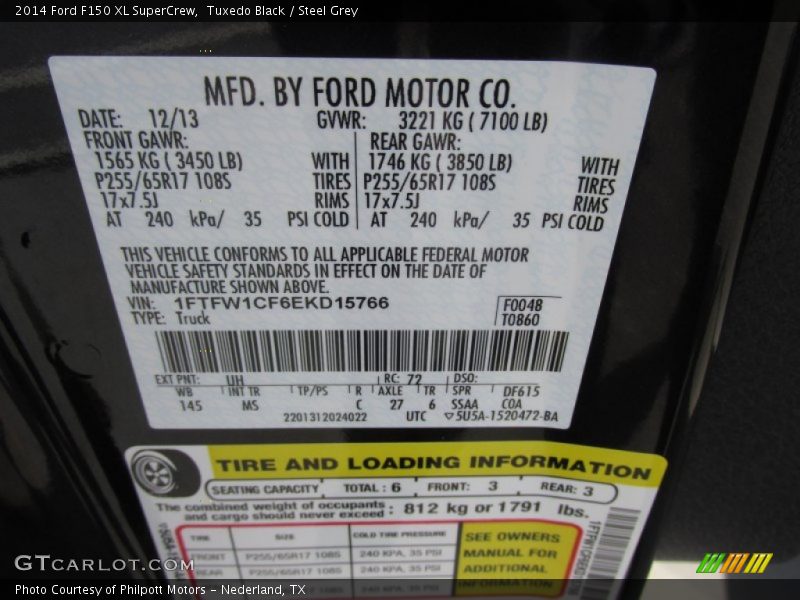 2014 Ford F150 XL SuperCrew,  Tuxedo Black / Steel Grey
MFD. BY FORD MOTOR CO.
DATE: 12/13 GVWR: 3221 KG ( 7100 LB)
FRONT GAWR: REAR GAWR:
1565 KG ( 3450 LB) WITH 1746 KG ( 3850 LB) WITH
P255/65R17 108S TIRES P255/65R17 108S TIRES
17x7.5J RIMS 17x7.5J RIMS
AT 240 kPa/ 35 PSI COLD AT 240 kPa/ 35 PSI COLD
THIS VEHICLE CONFORMS TO ALL APPLICABLE FEDERAL MOTOR
VEHICLE SAFETY STANDARDS IN EFFECT ON THE DATE OF
MANUFACTURE SHOWN ABOVE.
VIN: 1FTFW1CF6EKD15766 F0048
TYPE: Truck T0860
EXT PNT: UH RC: 72 DSO:
WB INT TR TP/PS R AXLE TR SPR DF615
145 MS C 27 6 SSAA COA
2201312024022 UTC ▽5U5A-1520472-BA
TIRE AND LOADING INFORMATION
SEATING CAPACITY TOTAL : 6 FRONT: 3 REAR: 3
The combined weight of occupants
and cargo should never exceed : 812 kg or 1791 lbs.
TIRE SIZE COLD TIRE PRESSURE SEE OWNERS
FRONT P255/65R17 108S 240 KPA, 35 PSI MANUAL FOR
REAR P255/65R17 108S 240 KPA, 35 PSI ADDITIONAL
INFORMATION
GTCARLOT.COM
Photo Courtesy of Philpott Motors - Nederland, TX